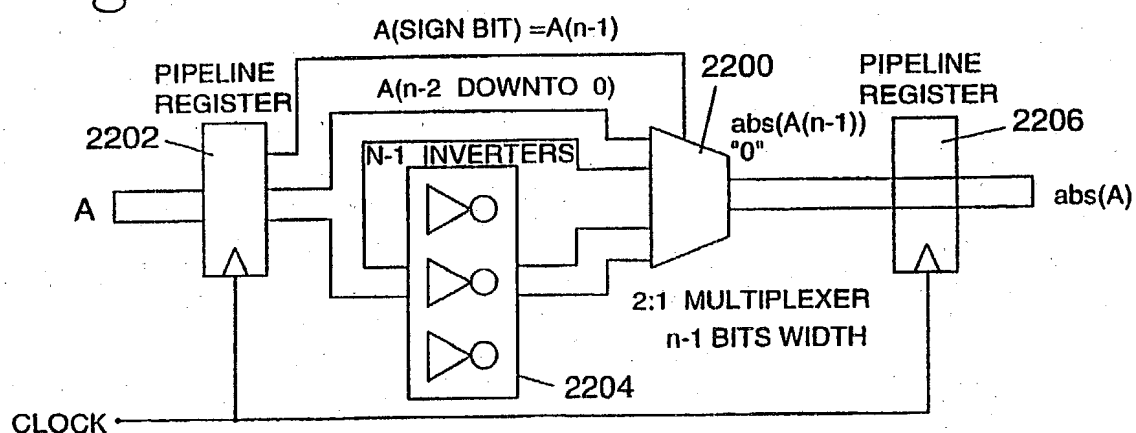 A(SIGN BIT) =A(n-1)
PIPELINE
REGISTER
2202
A(n-2 DOWNTO 0)
2200
PIPELINE
REGISTER
2206
abs(A(n-1))
"0"
N-1 INVERTERS
A
abs(A)
2:1 MULTIPLEXER
n-1 BITS WIDTH
2204
CLOCK